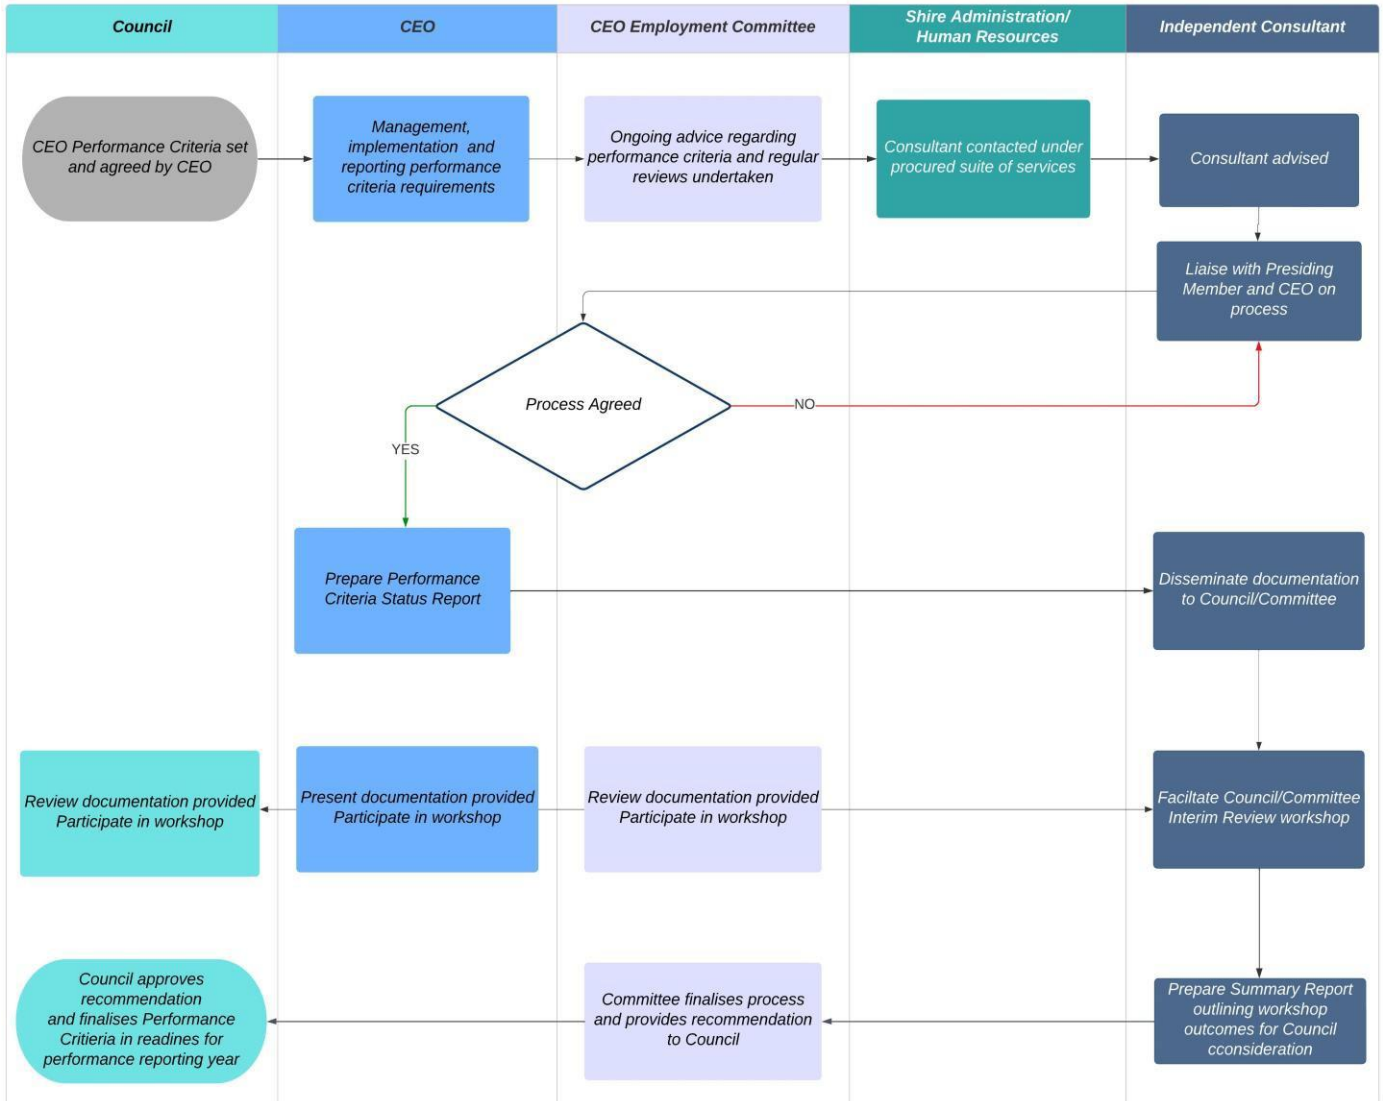 Council
CEO
CEO Employment Committee
Shire Administration/
Human Resources
Independent Consultant
CEO Performance Criteria set
and agreed by CEO
Management,
implementation and
reporting performance
criteria requirements
Ongoing advice regarding
performance criteria and regular
reviews undertaken
Consultant contacted under
procured suite of services
Consultant advised
Liaise with Presiding
Member and CEO on
process
Process Agreed
NO
YES
Prepare Performance
Criteria Status Report
Disseminate documentation
to Council/Committee
Review documentation provided
Participate in workshop
Present documentation provided
Participate in workshop
Review documentation provided
Participate in workshop
Faciltate Council/Committee
Interim Review workshop
Council approves
recommendation
and finalises Performance
Criteria in readines for
performance reporting year
Committee finalises process
and provides recommendation
to Council
Prepare Summary Report
outlining workshop
outcomes for Council
cconsideration